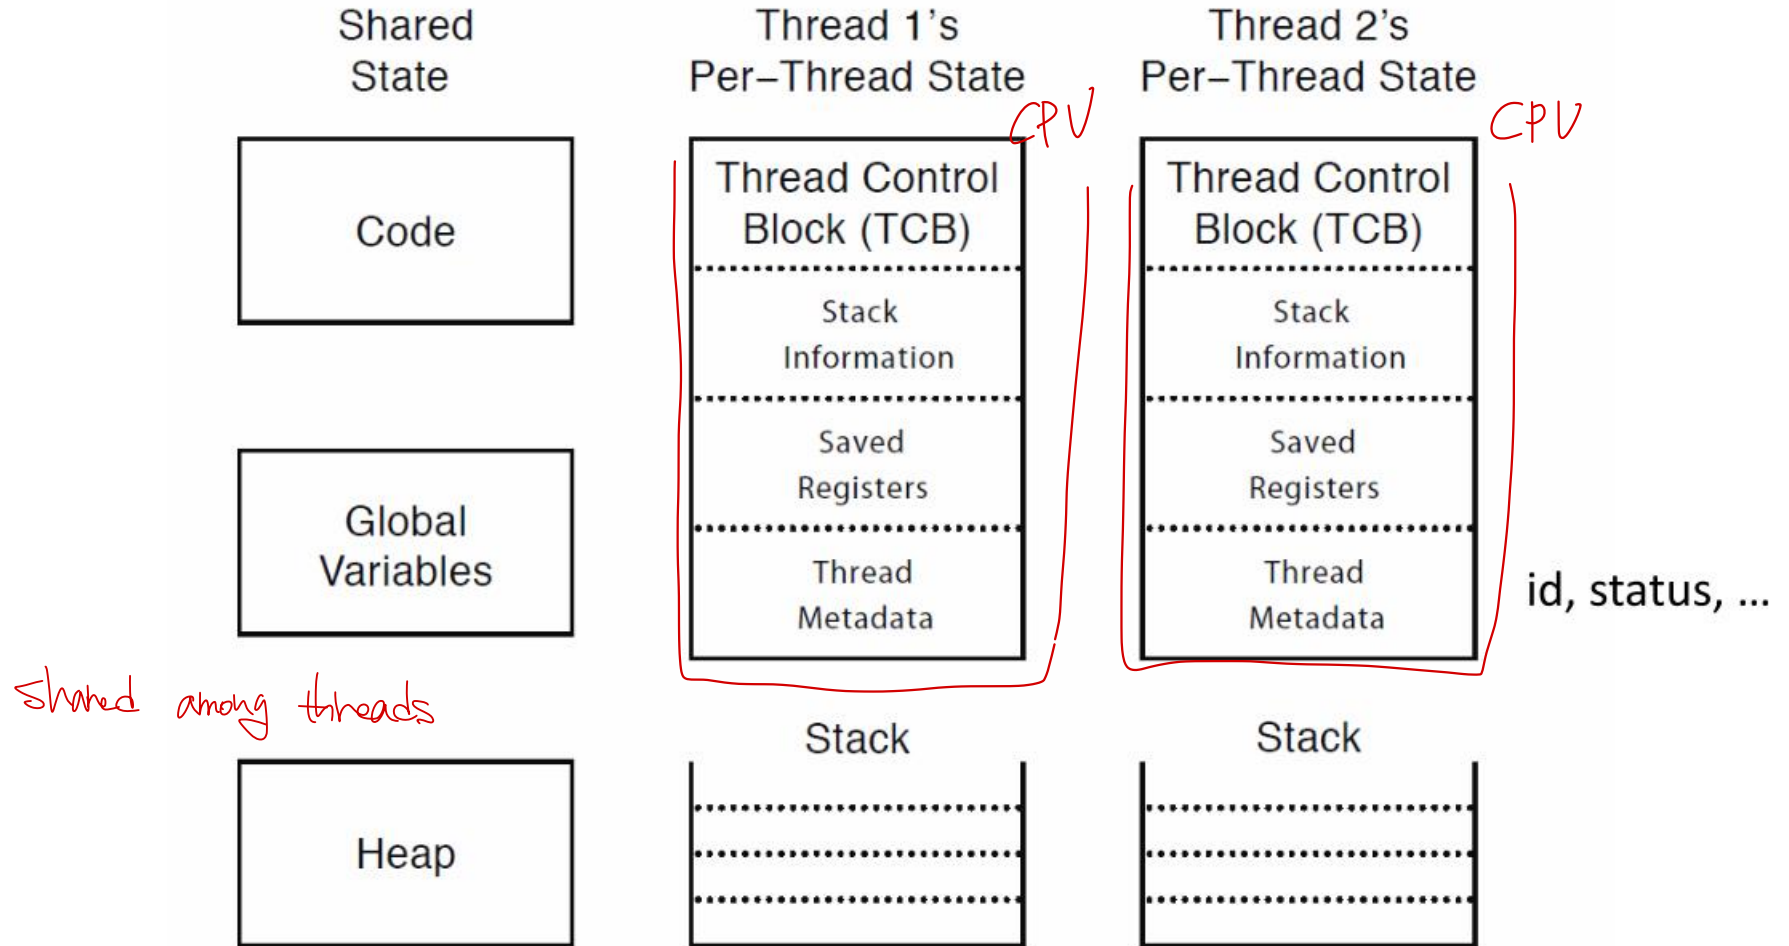 Shared
State
Code
Global
Variables
shared among threads
Heap
Thread 1's
Per-Thread State
CPU
Thread Control
Block (TCB)
Stack
Information
Saved
Registers
Thread
Metadata
Stack
Thread 2's
Per-Thread State
CPU
Thread Control
Block (TCB)
Stack
Information
Saved
Registers
Thread
Metadata
id, status, ...
Stack